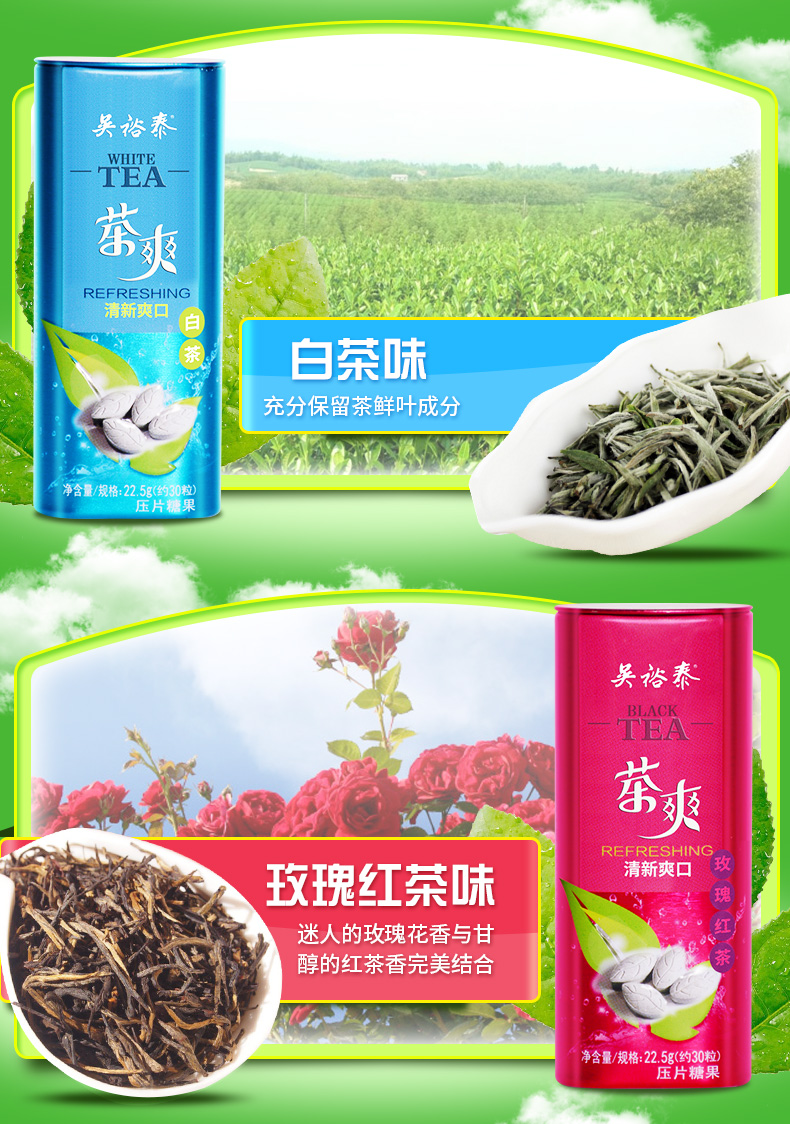 吴裕泰®
WHITE
TEA
茶爽
REFRESHING
清新爽口
白茶
净含量/规格:22.5g(约30粒)
压片糖果
白茶味
充分保留茶鲜叶成分
吴裕泰®
BLACK
TEA
茶爽
REFRESHING
清新爽口
玫瑰红茶
净含量/规格:22.5g(约30粒)
压片糖果
玫瑰红茶味
迷人的玫瑰花香与甘
醇的红茶香完美结合